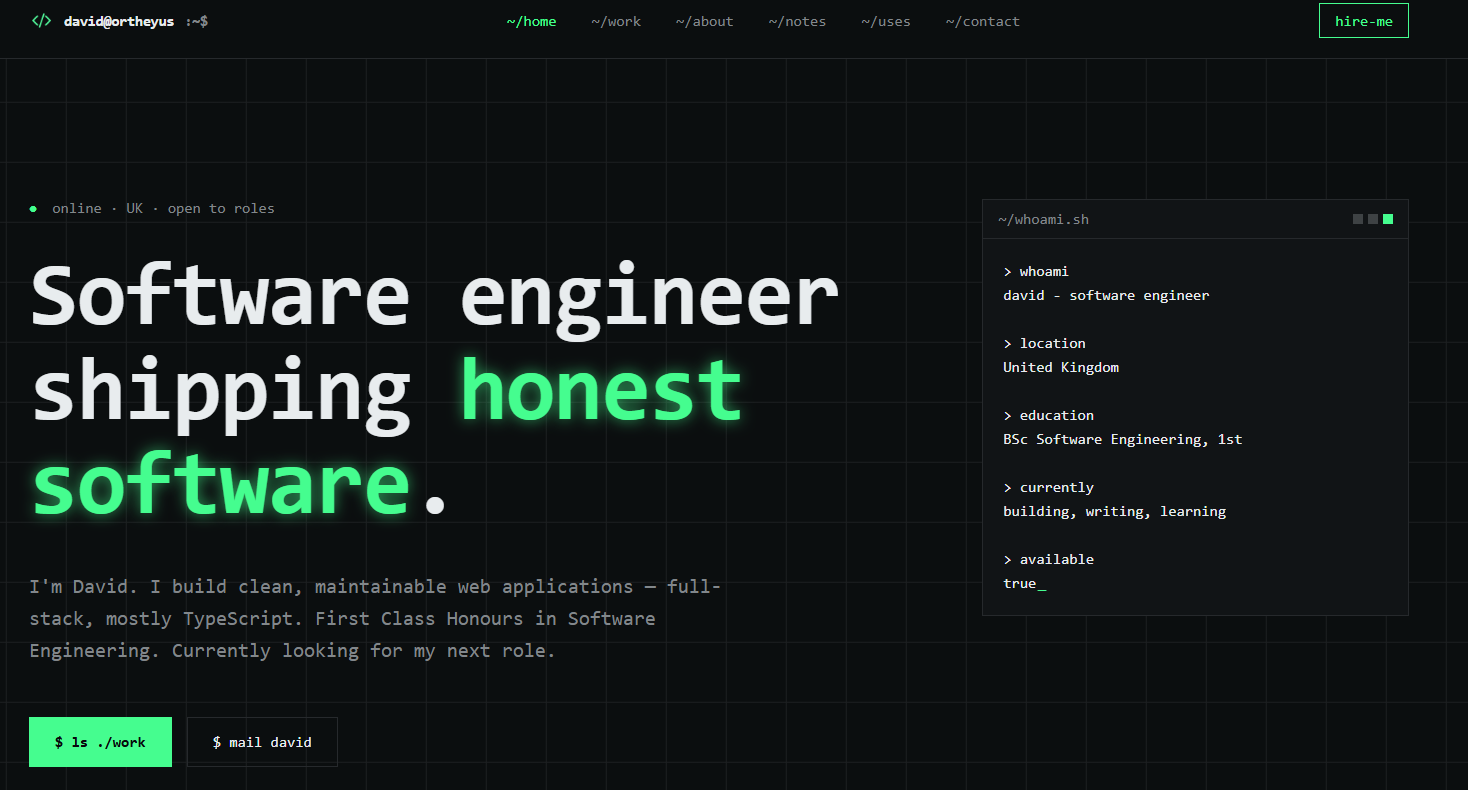 </> david@ortheyus :~$ ~/home ~/work ~/about ~/notes ~/uses ~/contact hire-me
online · UK · open to roles
Software engineer
shipping honest
software.
I'm David. I build clean, maintainable web applications — full-
stack, mostly TypeScript. First Class Honours in Software
Engineering. Currently looking for my next role.
$ ls ./work $ mail david
~/whoami.sh
> whoami
david - software engineer
> location
United Kingdom
> education
BSc Software Engineering, 1st
> currently
building, writing, learning
> available
true_